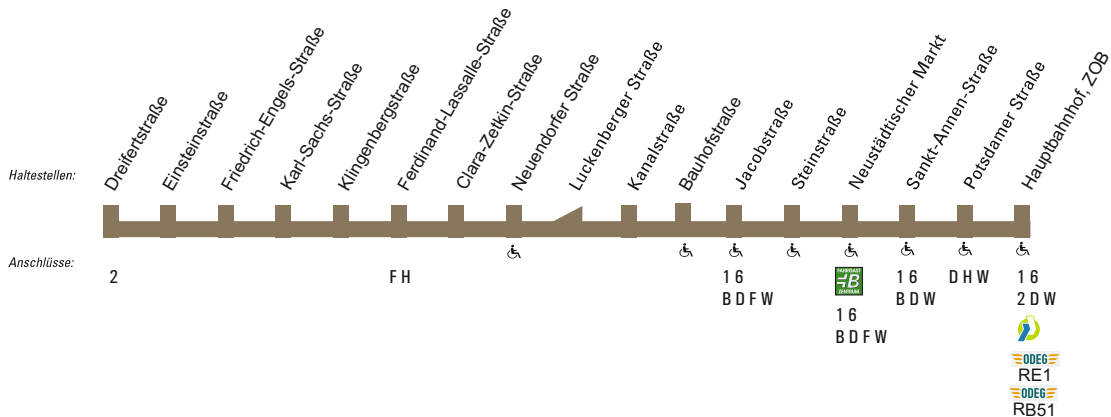 Haltestellen:
Dreifertstraße
Einsteinstraße
Friedrich-Engels-Straße
Karl-Sachs-Straße
Klingenbergstraße
Ferdinand-Lassalle-Straße
Clara-Zetkin-Straße
Neuendorfer Straße
Luckenberger Straße
Kanalstraße
Bauhofstraße
Jacobstraße
Steinstraße
Neustädtischer Markt
Sankt-Annen-Straße
Potsdamer Straße
Hauptbahnhof, ZOB
Anschlüsse:
2
F H
1 6
B D F W
FAHRGAST
B
ZENTRUM
1 6
B D F W
1 6
B D W
D H W
1 6
2 D W
ODEG
RE1
ODEG
RB51